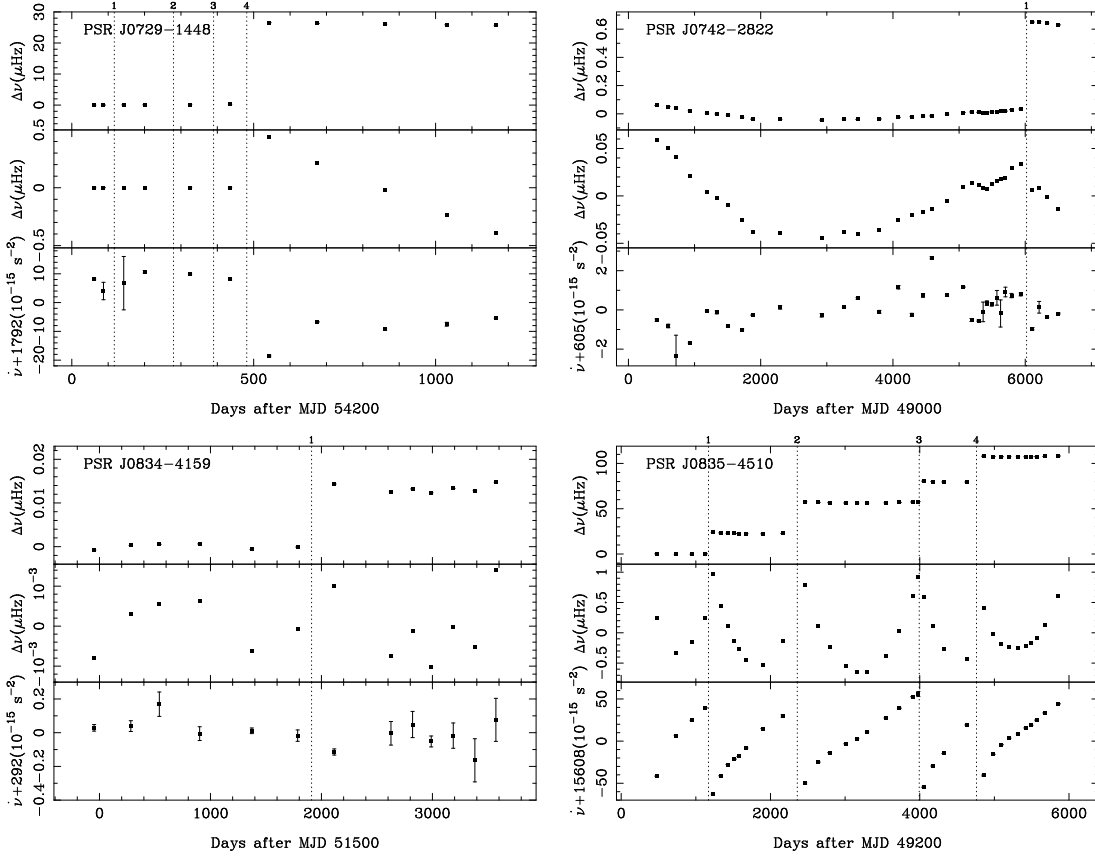 1 2 3 4
PSR J0729−1448
Δν(μHz)
0 10 20 30
Δν(μHz)
0.5 0 0.5
ν̇+1792(10⁻¹⁵ s⁻²)
−20 −10 0 10
0 500 1000
Days after MJD 54200
1
PSR J0742−2822
Δν(μHz)
0 0.2 0.4 0.6
Δν(μHz)
0.05 0 0.05
ν̇+605(10⁻¹⁵ s⁻²)
−2 0 2
0 2000 4000 6000
Days after MJD 49000
1
PSR J0834−4159
Δν(μHz)
0 0.01 0.02
Δν(μHz)
10⁻³ 0 10⁻³
ν̇+292(10⁻¹⁵ s⁻²)
−0.4 −0.2 0 0.2
0 1000 2000 3000
Days after MJD 51500
1 2 3 4
PSR J0835−4510
Δν(μHz)
0 50 100
Δν(μHz)
−0.5 0 0.5 1
ν̇+15608(10⁻¹⁵ s⁻²)
−50 0 50
0 2000 4000 6000
Days after MJD 49200